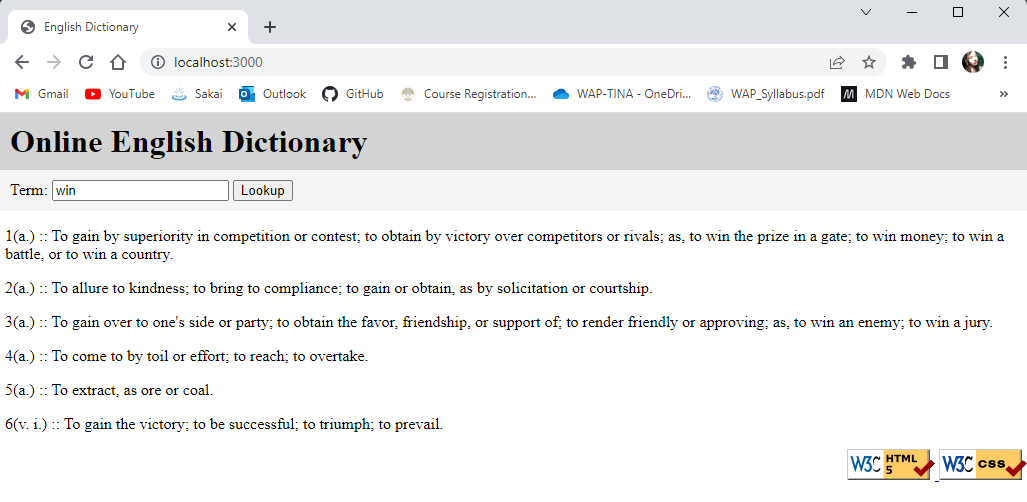 English Dictionary
localhost:3000
Gmail YouTube Sakai Outlook GitHub Course Registration... WAP-TINA - OneDri... WAP_Syllabus.pdf M MDN Web Docs »
Online English Dictionary
Term: win Lookup
1(a.) :: To gain by superiority in competition or contest; to obtain by victory over competitors or rivals; as, to win the prize in a gate; to win money; to win a
battle, or to win a country.
2(a.) :: To allure to kindness; to bring to compliance; to gain or obtain, as by solicitation or courtship.
3(a.) :: To gain over to one's side or party; to obtain the favor, friendship, or support of; to render friendly or approving; as, to win an enemy; to win a jury.
4(a.) :: To come to by toil or effort; to reach; to overtake.
5(a.) :: To extract, as ore or coal.
6(v. i.) :: To gain the victory; to be successful; to triumph; to prevail.
W3C HTML 5 W3C css